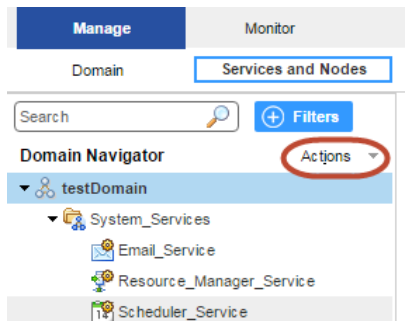 Manage Monitor
Domain Services and Nodes
Search Filters
Domain Navigator Actions
testDomain
System_Services
Email_Service
Resource_Manager_Service
Scheduler_Service